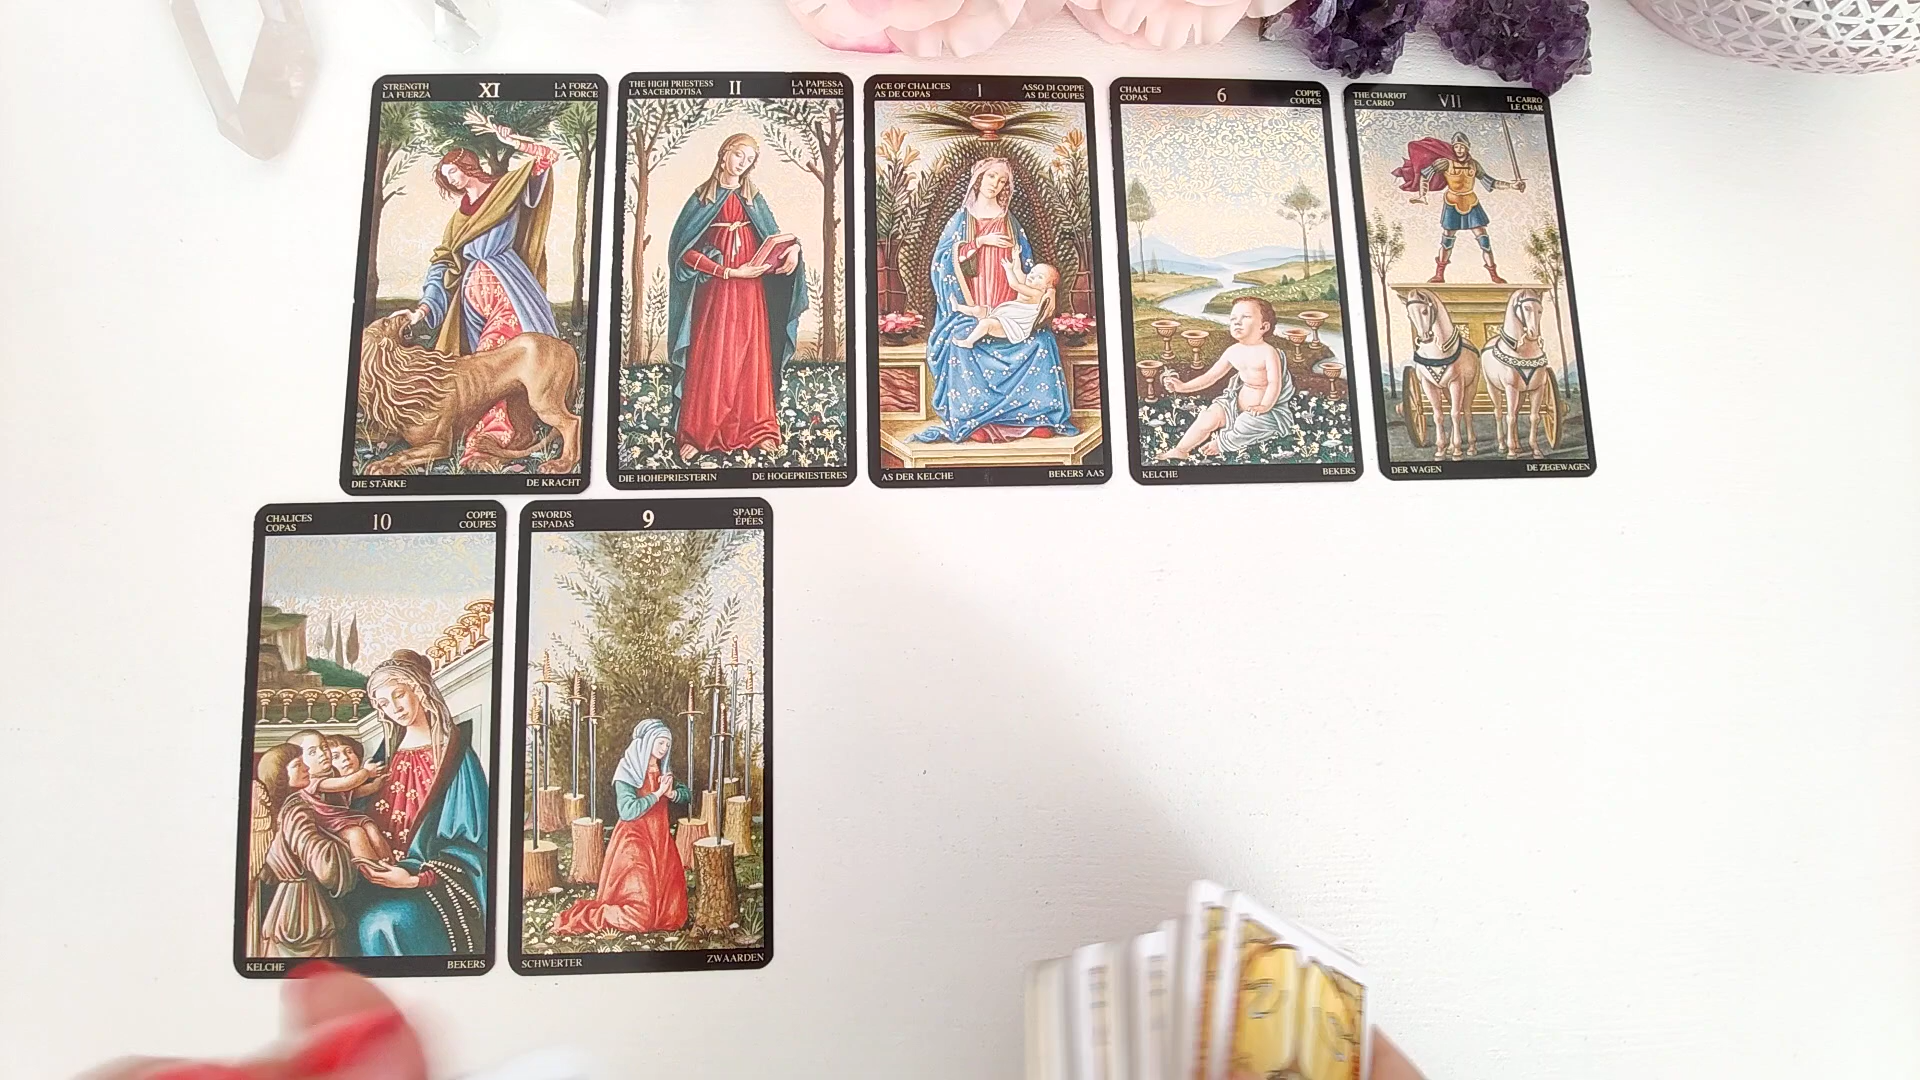 STRENGTH
LA FUERZA
XI
LA FORZA
LA FORCE
DIE STÄRKE
DE KRACHT
THE HIGH PRIESTESS
LA SACERDOTISA
II
LA PAPESSA
LA PAPESSE
DIE HOHEPRIESTERIN
DE HOGEPRIESTERES
ACE OF CHALICES
AS DE COPAS
I
ASSO DI COPPE
AS DE COUPES
AS DER KELCHE
BEKERS AAS
CHALICES
COPAS
6
COPPE
COUPES
KELCHE
BEKERS
THE CHARIOT
EL CARRO
VII
IL CARRO
LE CHAR
DER WAGEN
DE ZEGEWAGEN
CHALICES
COPAS
10
COPPE
COUPES
KELCHE
BEKERS
SWORDS
ESPADAS
9
SPADE
ÉPÉES
SCHWERTER
ZWAARDEN